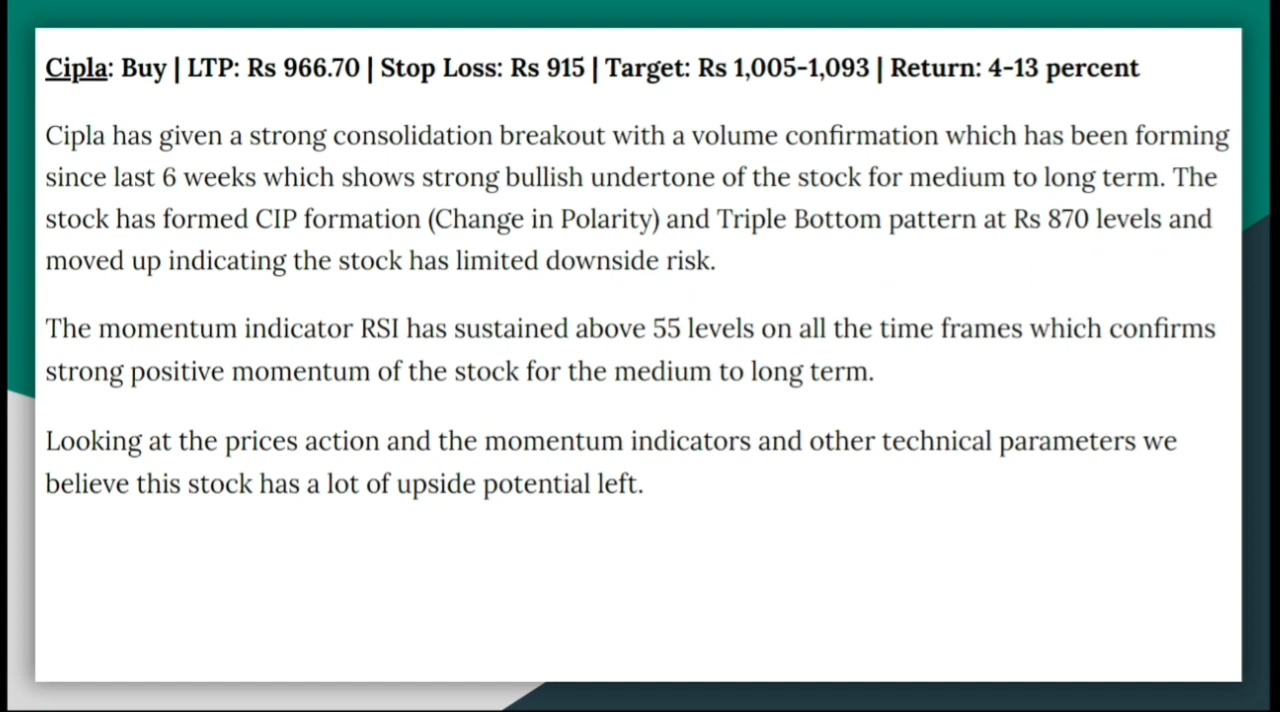 Cipla: Buy | LTP: Rs 966.70 | Stop Loss: Rs 915 | Target: Rs 1,005-1,093 | Return: 4-13 percent
Cipla has given a strong consolidation breakout with a volume confirmation which has been forming
since last 6 weeks which shows strong bullish undertone of the stock for medium to long term. The
stock has formed CIP formation (Change in Polarity) and Triple Bottom pattern at Rs 870 levels and
moved up indicating the stock has limited downside risk.
The momentum indicator RSI has sustained above 55 levels on all the time frames which confirms
strong positive momentum of the stock for the medium to long term.
Looking at the prices action and the momentum indicators and other technical parameters we
believe this stock has a lot of upside potential left.